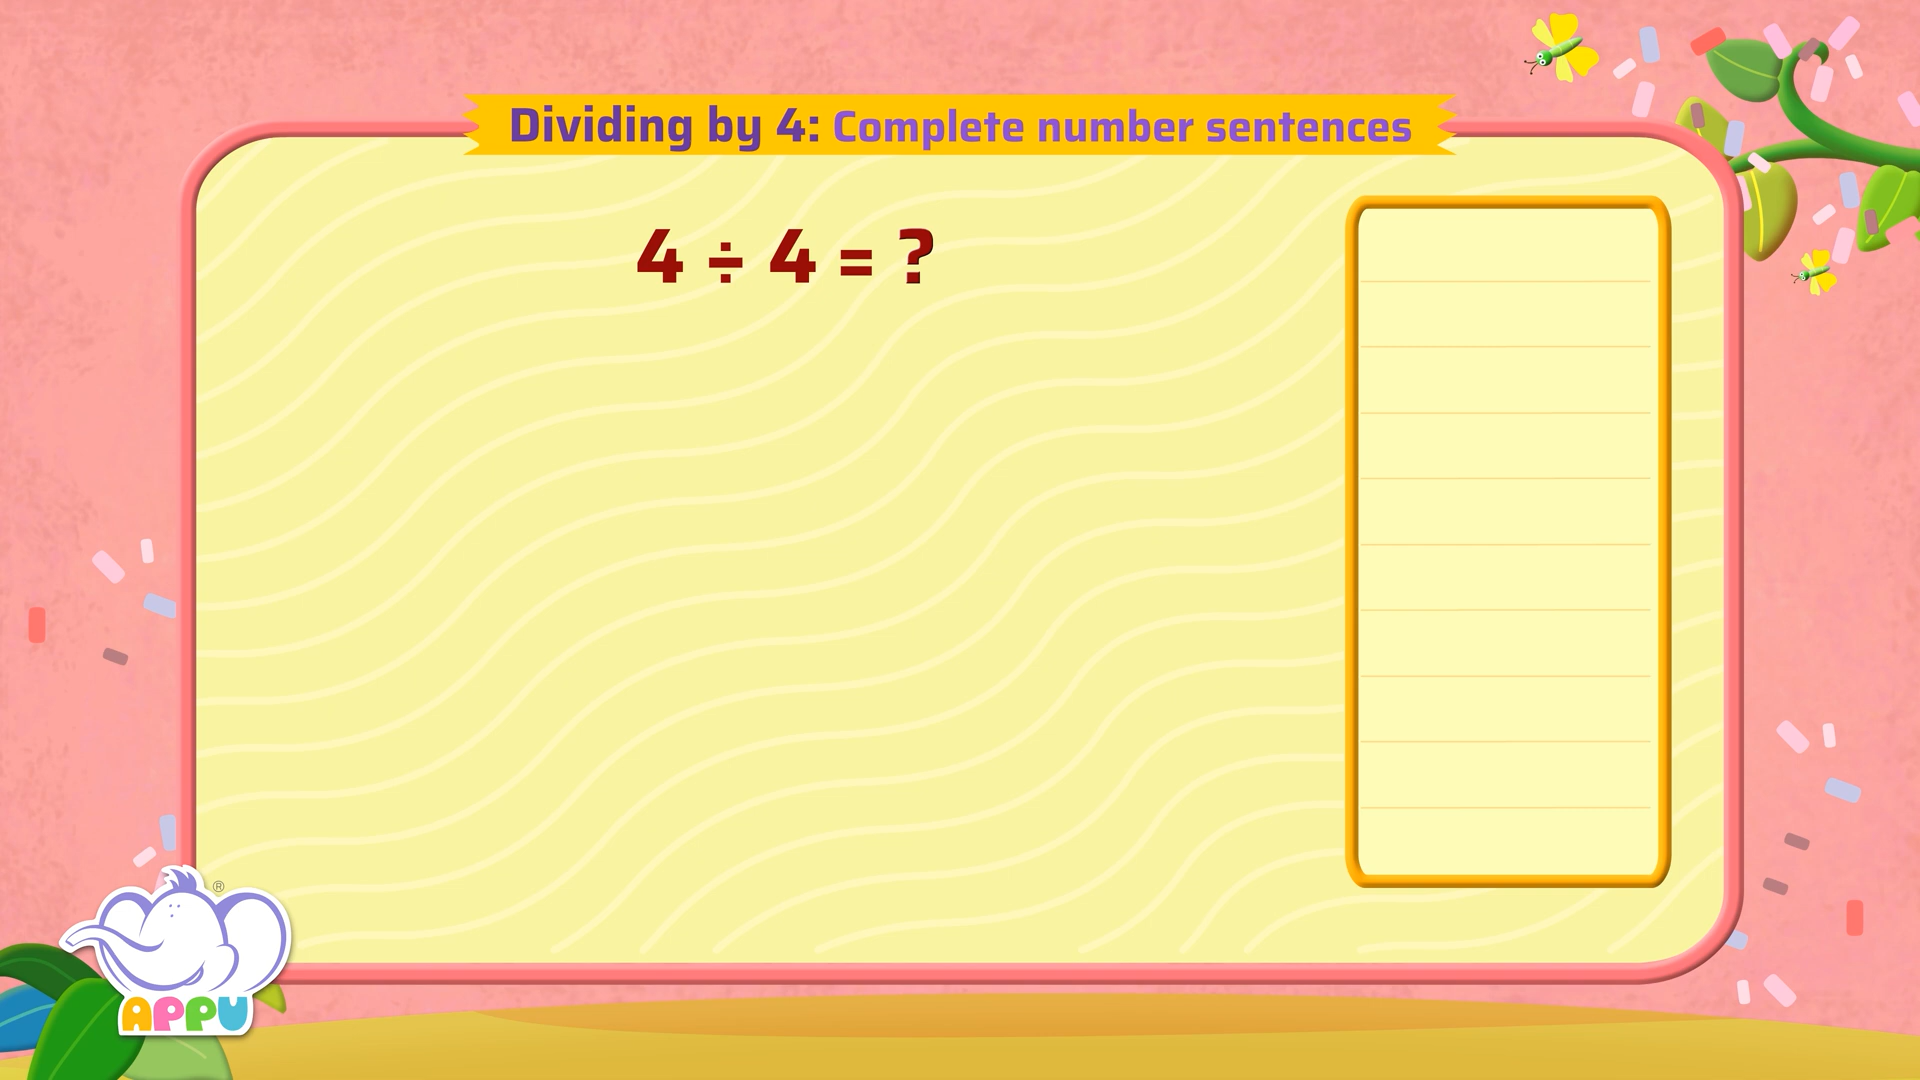 Dividing by 4: Complete number sentences
4 ÷ 4 = ?
®
APPU